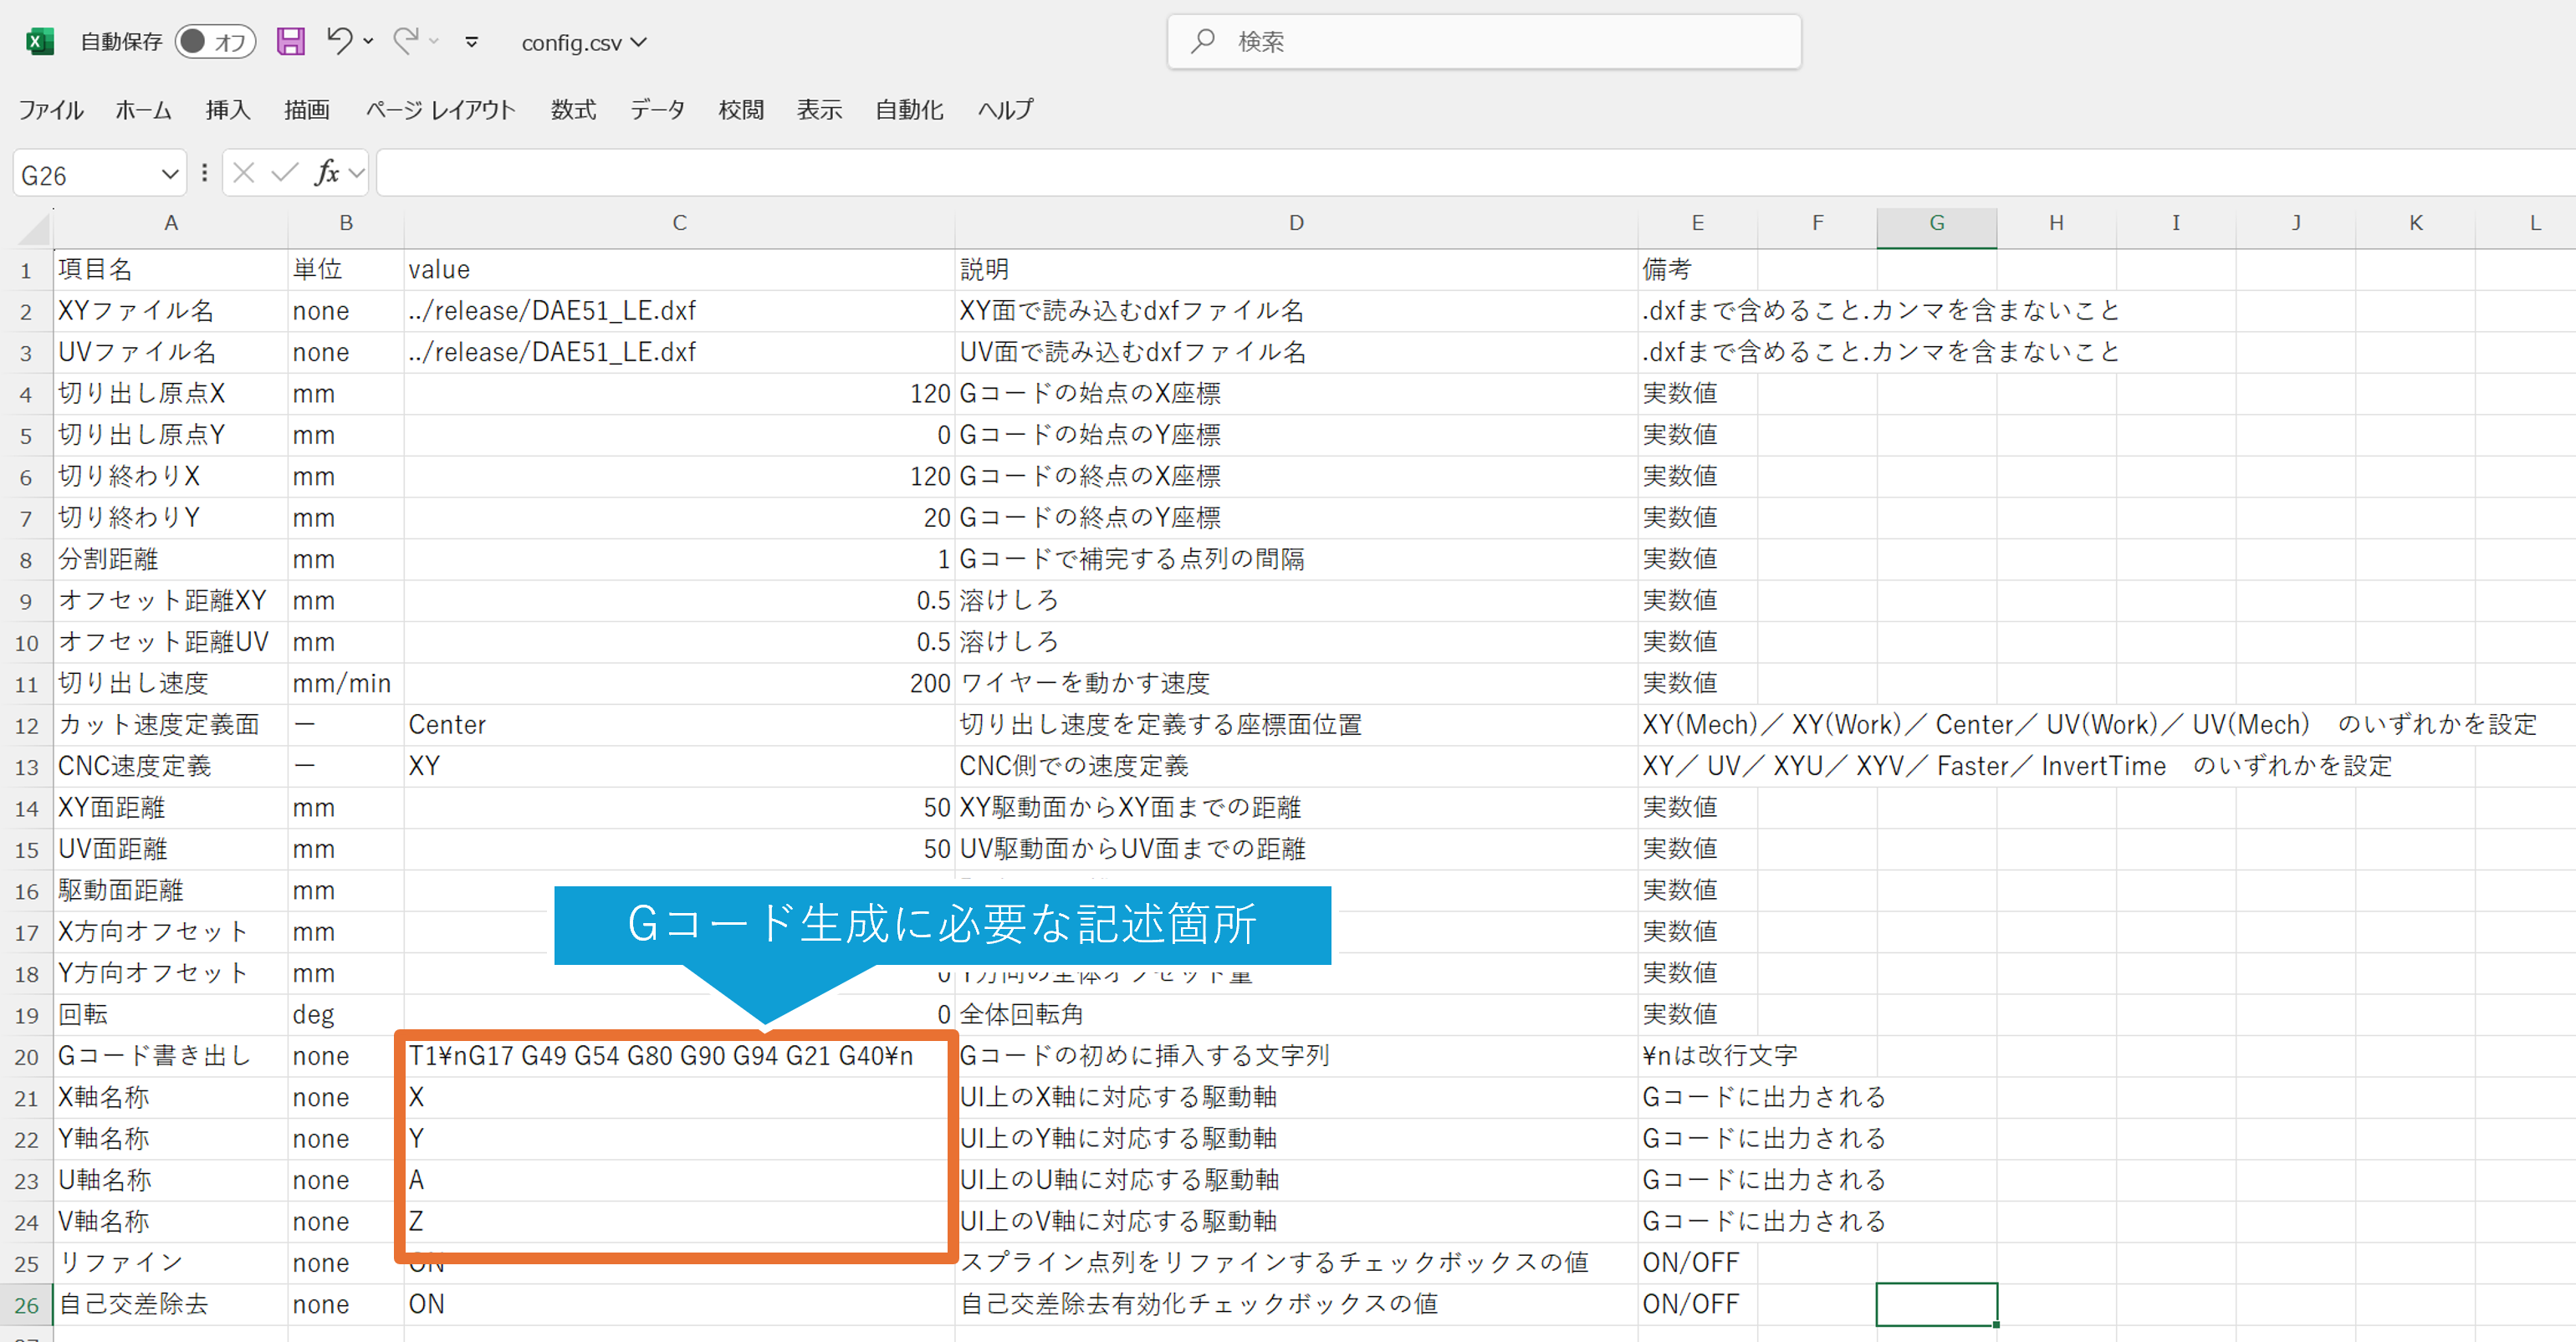 自動保存 オフ config.csv 検索
ファイル ホーム 挿入 描画 ページ レイアウト 数式 データ 校閲 表示 自動化 ヘルプ
G26 fx
A B C D E F G H I J K L
1 項目名 単位 value 説明 備考
2 XYファイル名 none ../release/DAE51_LE.dxf XY面で読み込むdxfファイル名 .dxfまで含めること.カンマを含まないこと
3 UVファイル名 none ../release/DAE51_LE.dxf UV面で読み込むdxfファイル名 .dxfまで含めること.カンマを含まないこと
4 切り出し原点X mm 120 Gコードの始点のX座標 実数値
5 切り出し原点Y mm 0 Gコードの始点のY座標 実数値
6 切り終わりX mm 120 Gコードの終点のX座標 実数値
7 切り終わりY mm 20 Gコードの終点のY座標 実数値
8 分割距離 mm 1 Gコードで補完する点列の間隔 実数値
9 オフセット距離XY mm 0.5 溶けしろ 実数値
10 オフセット距離UV mm 0.5 溶けしろ 実数値
11 切り出し速度 mm/min 200 ワイヤーを動かす速度 実数値
12 カット速度定義面 ー Center 切り出し速度を定義する座標面位置 XY(Mech)／XY(Work)／Center／UV(Work)／UV(Mech)　のいずれかを設定
13 CNC速度定義 ー XY CNC側での速度定義 XY／UV／XYU／XYV／Faster／InvertTime　のいずれかを設定
14 XY面距離 mm 50 XY駆動面からXY面までの距離 実数値
15 UV面距離 mm 50 UV駆動面からUV面までの距離 実数値
16 駆動面距離 mm 実数値
Gコード生成に必要な記述箇所
17 X方向オフセット mm 実数値
18 Y方向オフセット mm 0 Y方向の全体オフセット量 実数値
19 回転 deg 0 全体回転角 実数値
20 Gコード書き出し none T1¥nG17 G49 G54 G80 G90 G94 G21 G40¥n Gコードの初めに挿入する文字列 ¥nは改行文字
21 X軸名称 none X UI上のX軸に対応する駆動軸 Gコードに出力される
22 Y軸名称 none Y UI上のY軸に対応する駆動軸 Gコードに出力される
23 U軸名称 none A UI上のU軸に対応する駆動軸 Gコードに出力される
24 V軸名称 none Z UI上のV軸に対応する駆動軸 Gコードに出力される
25 リファイン none ON スプライン点列をリファインするチェックボックスの値 ON/OFF
26 自己交差除去 none ON 自己交差除去有効化チェックボックスの値 ON/OFF